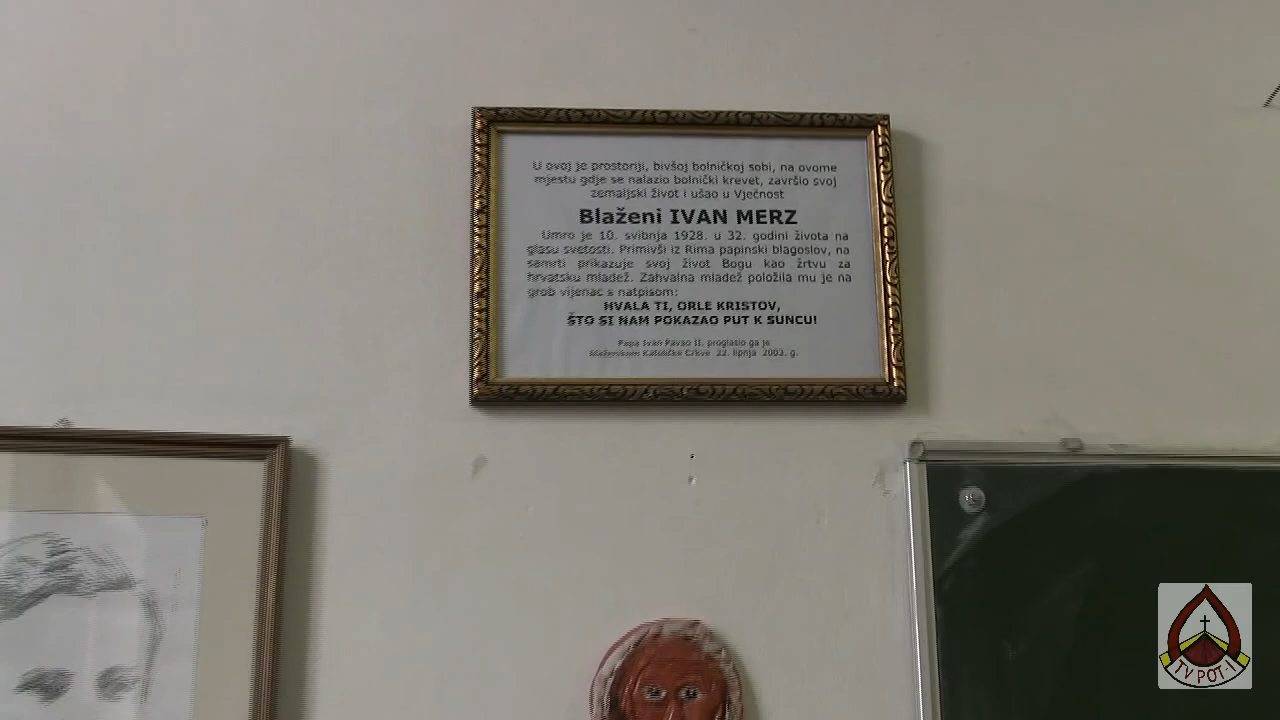 U ovoj je prostoriji, bivšoj bolničkoj sobi, na ovome
mjestu gdje se nalazio bolnički krevet, završio svoj
zemaljski život i ušao u Vječnost
Blaženi IVAN MERZ
Umro je 10. svibnja 1928. u 32. godini života na
glasu svetosti. Primivši iz Rima papinski blagoslov, na
samrti prikazuje svoj život Bogu kao žrtvu za
hrvatsku mladež. Zahvalna mladež položila mu je na
grob vijenac s natpisom:
HVALA TI, ORLE KRISTOV,
ŠTO SI NAM POKAZAO PUT K SUNCU!
Papa Ivan Pavao II. proglasio ga je
blaženikom Katoličke Crkve 22. lipnja 2003. g.
TV POT-1